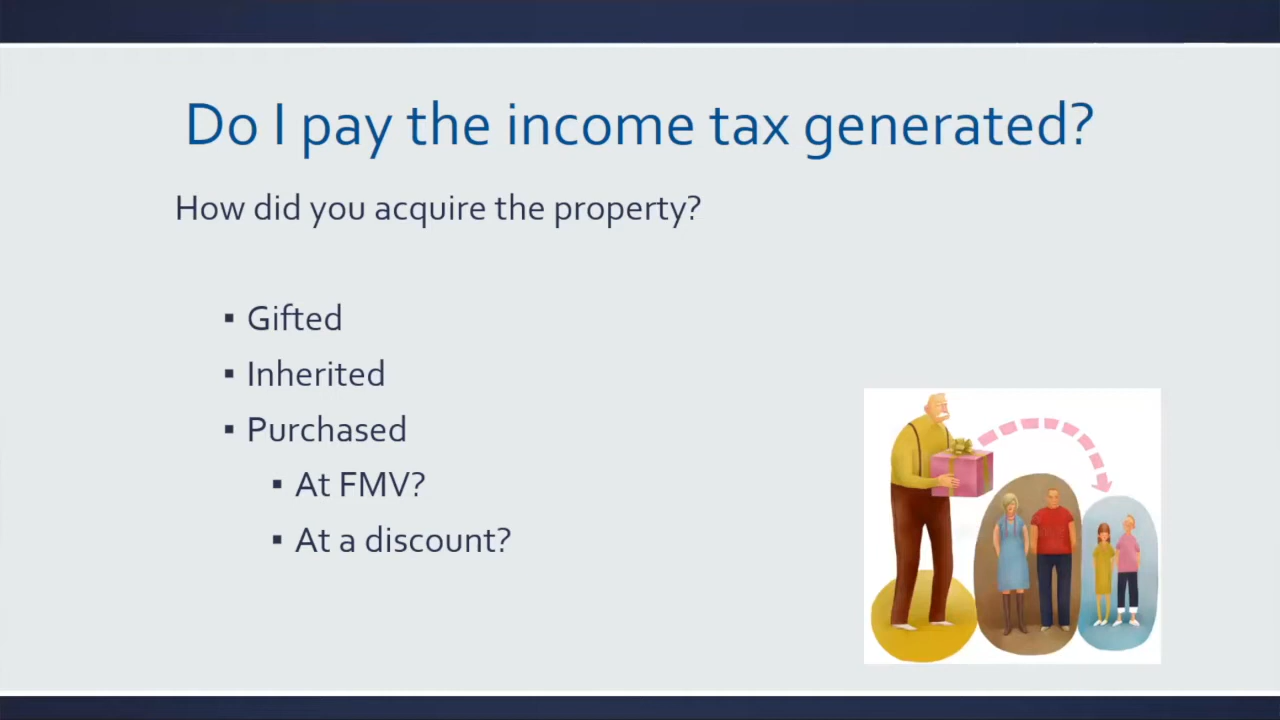 Do I pay the income tax generated?
How did you acquire the property?
▪ Gifted
▪ Inherited
▪ Purchased
▪ At FMV?
▪ At a discount?